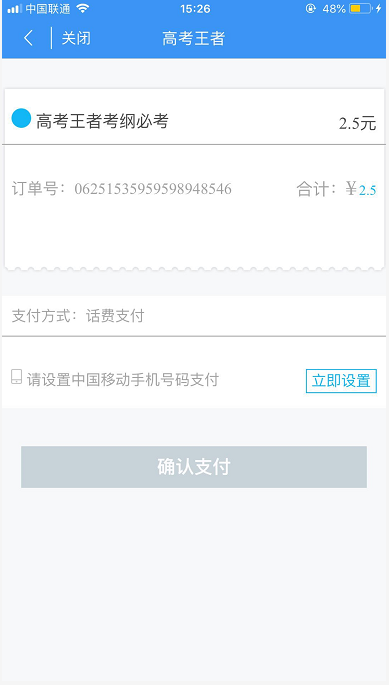 中国联通 15:26 48%
关闭 高考王者
高考王者考纲必考 2.5元
订单号：06251535959598948546 合计：￥2.5
支付方式：话费支付
请设置中国移动手机号码支付 立即设置
确认支付